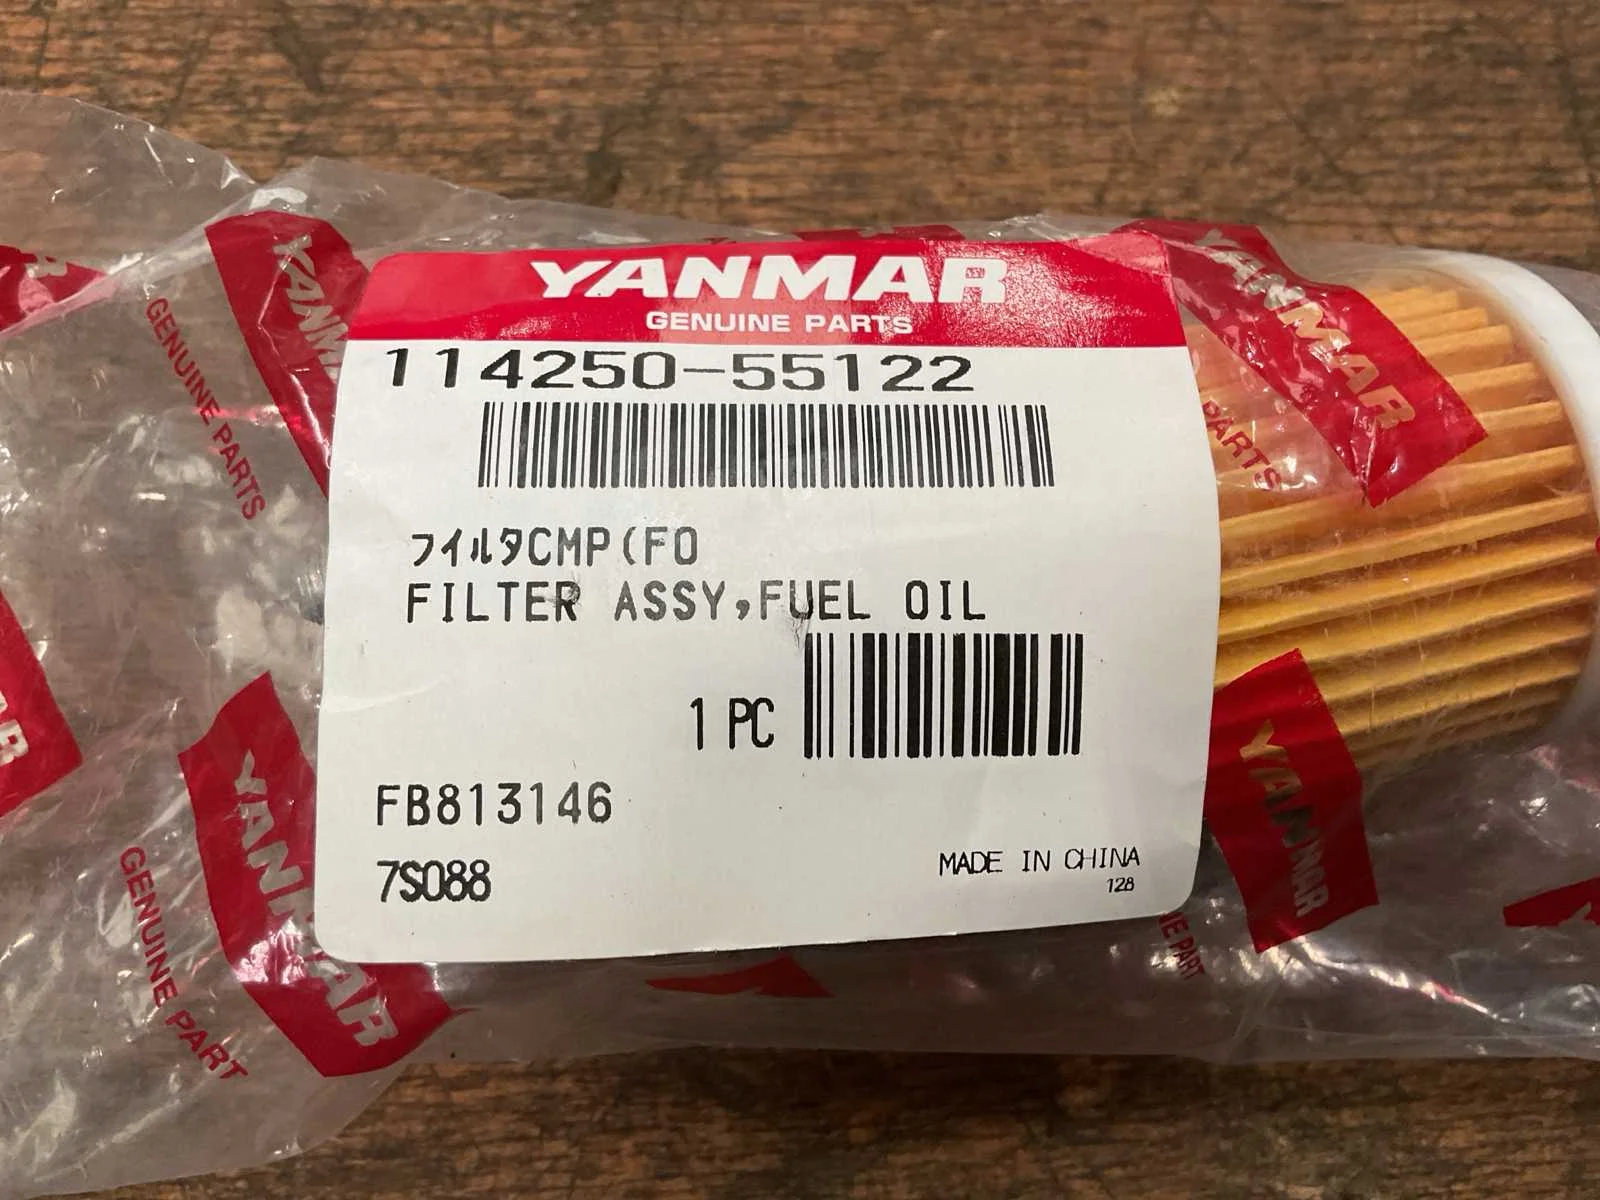 YANMAR
GENUINE PARTS
114250-55122
フイルタCMP(FO
FILTER ASSY,FUEL OIL
1 PC
FB813146
7S088
MADE IN CHINA
128
YANMAR
GENUINE PARTS
YANMAR
GENUINE PART
YANMAR
PARTS
YANMAR